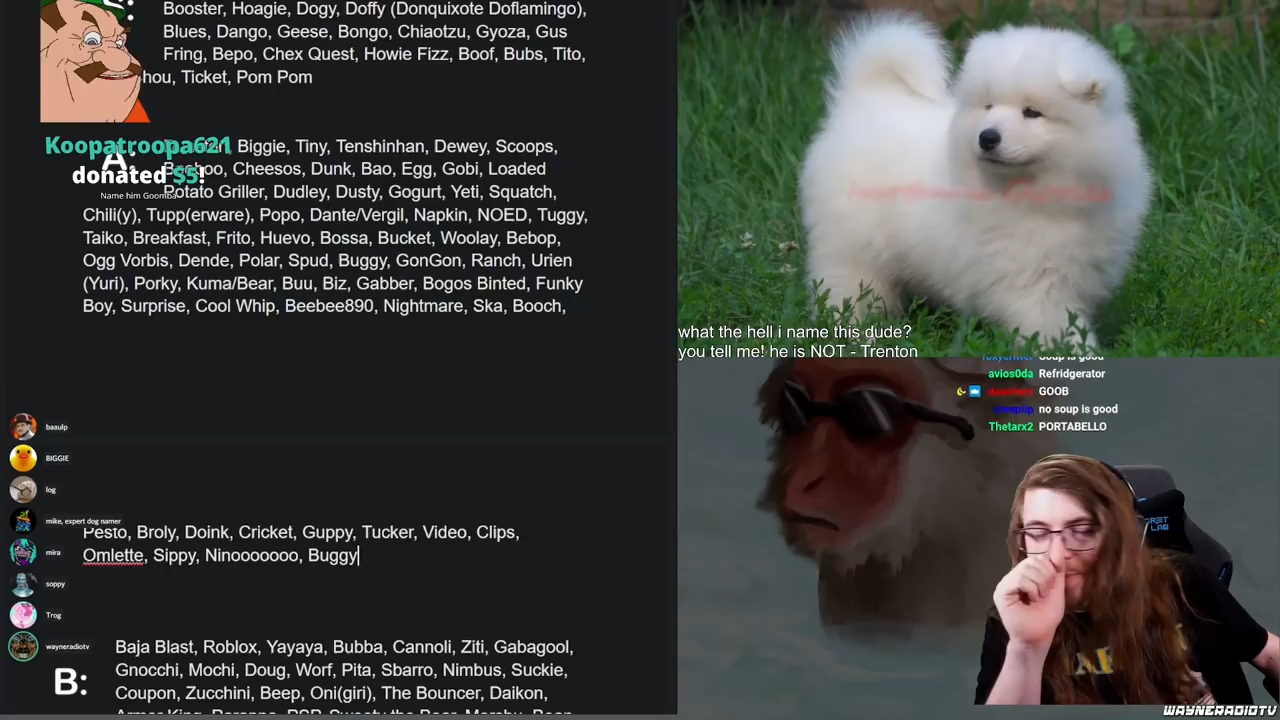 Booster, Hoagie, Dogy, Doffy (Donquixote Doflamingo),
Blues, Dango, Geese, Bongo, Chiaotzu, Gyoza, Gus
Fring, Bepo, Chex Quest, Howie Fizz, Boof, Bubs, Tito,
hou, Ticket, Pom Pom
Koopatroopa621
donated $5!
Name him Goomba
A:
Biggie, Tiny, Tenshinhan, Dewey, Scoops,
Cheesos, Dunk, Bao, Egg, Gobi, Loaded
Potato Griller, Dudley, Dusty, Gogurt, Yeti, Squatch,
Chili(y), Tupp(erware), Popo, Dante/Vergil, Napkin, NOED, Tuggy,
Taiko, Breakfast, Frito, Huevo, Bossa, Bucket, Woolay, Bebop,
Ogg Vorbis, Dende, Polar, Spud, Buggy, GonGon, Ranch, Urien
(Yuri), Porky, Kuma/Bear, Buu, Biz, Gabber, Bogos Binted, Funky
Boy, Surprise, Cool Whip, Beebee890, Nightmare, Ska, Booch,
baaulp
BIGGIE
log
mike, expert dog namer
mira
soppy
Trog
wayneradiotv
Pesto, Broly, Doink, Cricket, Guppy, Tucker, Video, Clips,
Omlette, Sippy, Ninooooooo, Buggy
B:
Baja Blast, Roblox, Yayaya, Bubba, Cannoli, Ziti, Gabagool,
Gnocchi, Mochi, Doug, Worf, Pita, Sbarro, Nimbus, Suckie,
Coupon, Zucchini, Beep, Oni(giri), The Bouncer, Daikon,
what the hell i name this dude?
you tell me! he is NOT - Trenton
Soup is good
avios0da Refridgerator
GOOB
no soup is good
Thetarx2 PORTABELLO
WAYNERADIOTV